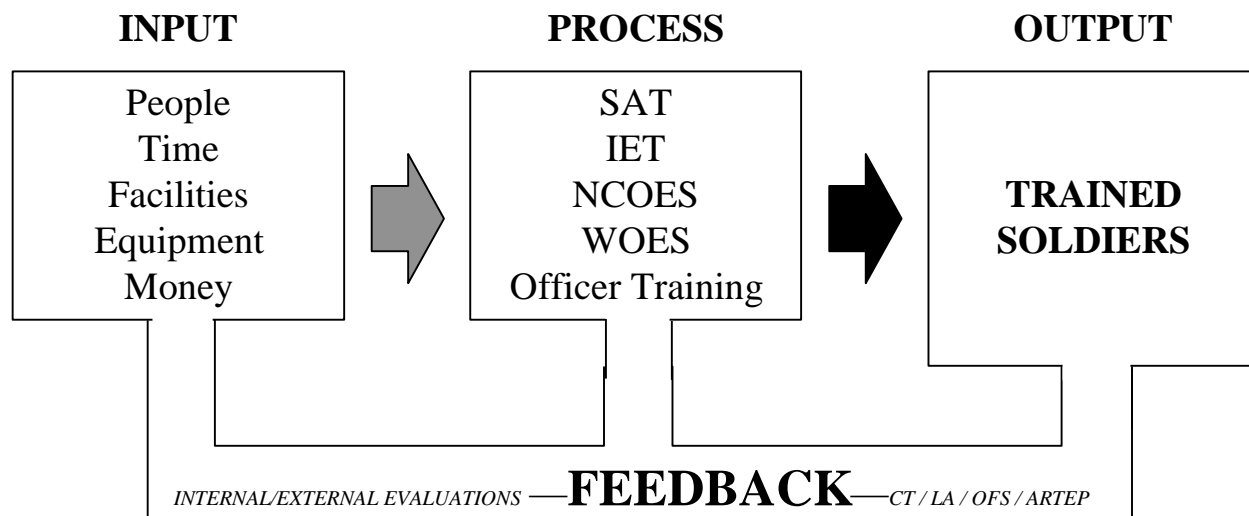 INPUT
PROCESS
OUTPUT
People
Time
Facilities
Equipment
Money
SAT
IET
NCOES
WOES
Officer Training
TRAINED
SOLDIERS
INTERNAL/EXTERNAL EVALUATIONS FEEDBACK CT / LA / OFS / ARTEP